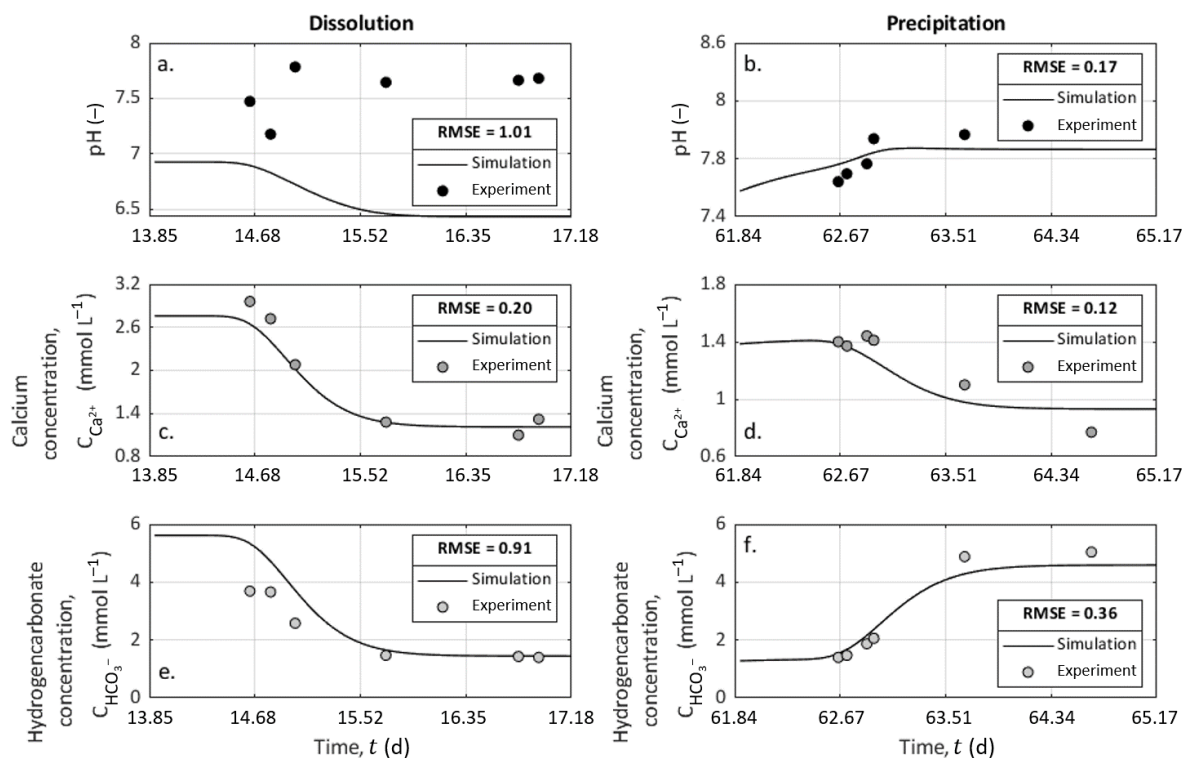 Dissolution
Precipitation
8
7.5
7
6.5
pH (−)
a.
RMSE = 1.01
Simulation
Experiment
13.85 14.68 15.52 16.35 17.18
8.6
8
7.8
7.4
pH (−)
b.
RMSE = 0.17
Simulation
Experiment
61.84 62.67 63.51 64.34 65.17
Calcium
concentration,
C Ca²⁺ (mmol L⁻¹)
3.2
2.6
2
1.4
0.8
c.
RMSE = 0.20
Simulation
Experiment
13.85 14.68 15.52 16.35 17.18
Calcium
concentration,
C Ca²⁺ (mmol L⁻¹)
1.8
1.4
1
0.6
d.
RMSE = 0.12
Simulation
Experiment
61.84 62.67 63.51 64.34 65.17
Hydrogencarbonate
concentration,
C HCO₃⁻ (mmol L⁻¹)
6
4
2
0
e.
RMSE = 0.91
Simulation
Experiment
13.85 14.68 15.52 16.35 17.18
Time, t (d)
Hydrogencarbonate
concentration,
C HCO₃⁻ (mmol L⁻¹)
6
4
2
0
f.
RMSE = 0.36
Simulation
Experiment
61.84 62.67 63.51 64.34 65.17
Time, t (d)